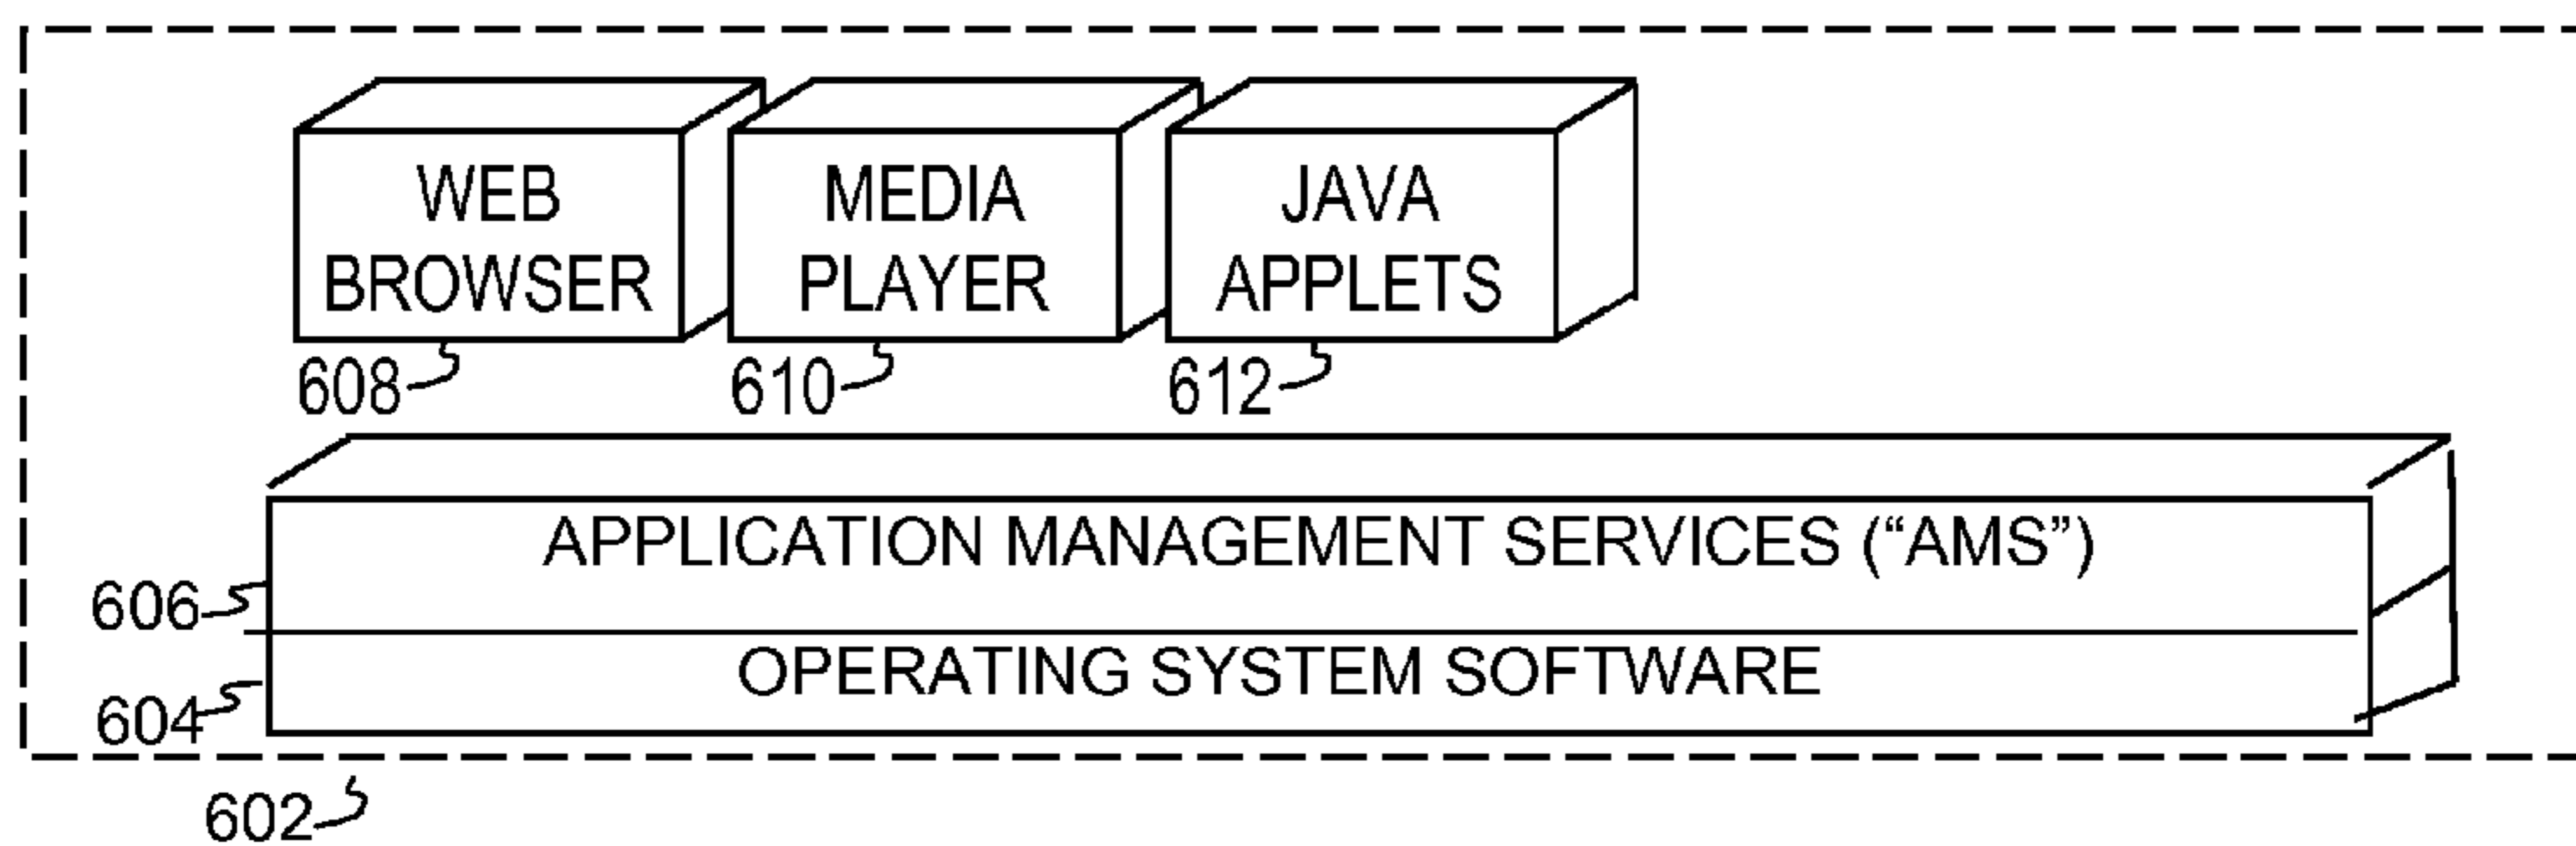 WEB
BROWSER
MEDIA
PLAYER
JAVA
APPLETS
608
610
612
APPLICATION MANAGEMENT SERVICES (“AMS”)
606
OPERATING SYSTEM SOFTWARE
604
602